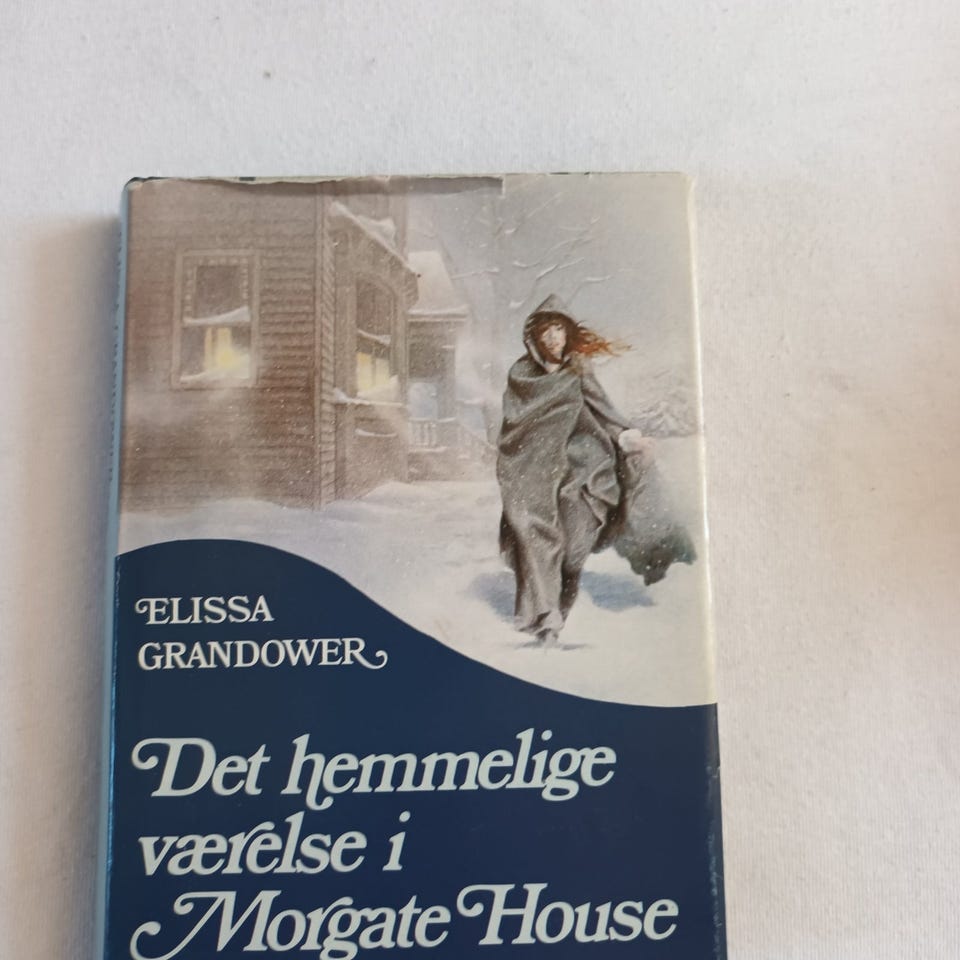 ELISSA
GRANDOWER
Det hemmelige
værelse i
Morgate House